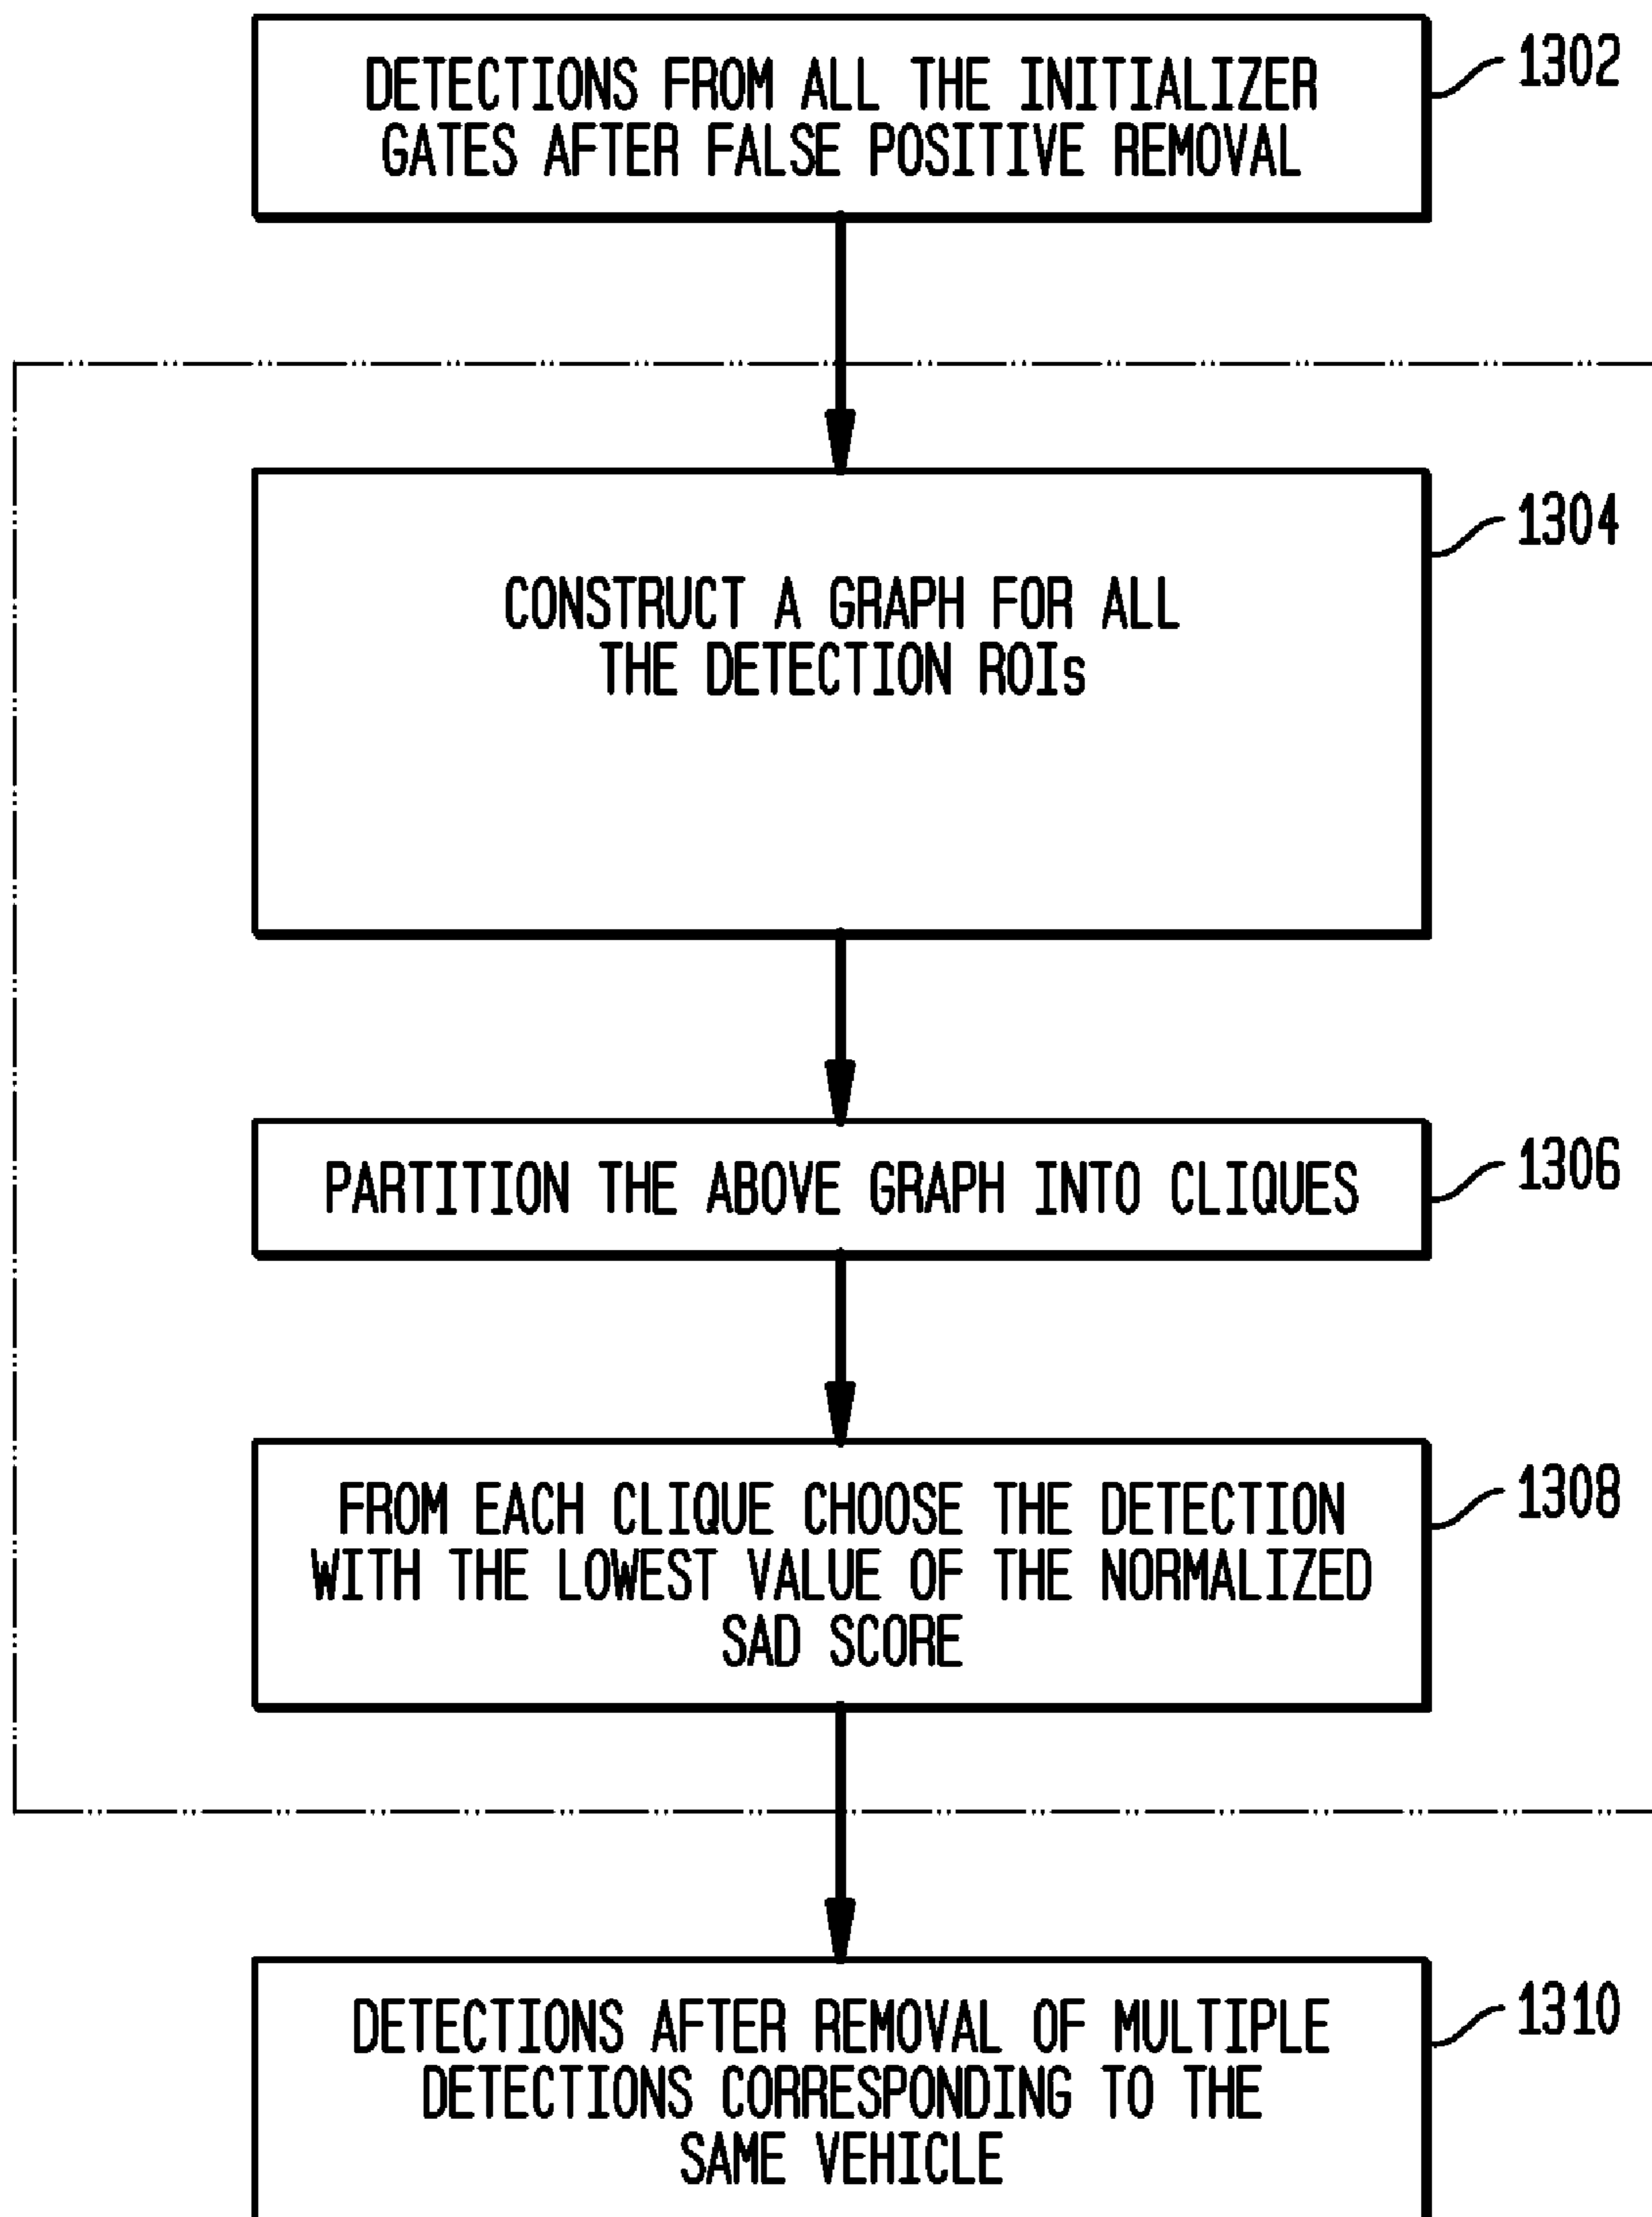 DETECTIONS FROM ALL THE INITIALIZER
GATES AFTER FALSE POSITIVE REMOVAL
1302
CONSTRUCT A GRAPH FOR ALL
THE DETECTION ROIs
1304
PARTITION THE ABOVE GRAPH INTO CLIQUES
1306
FROM EACH CLIQUE CHOOSE THE DETECTION
WITH THE LOWEST VALUE OF THE NORMALIZED
SAD SCORE
1308
DETECTIONS AFTER REMOVAL OF MULTIPLE
DETECTIONS CORRESPONDING TO THE
SAME VEHICLE
1310